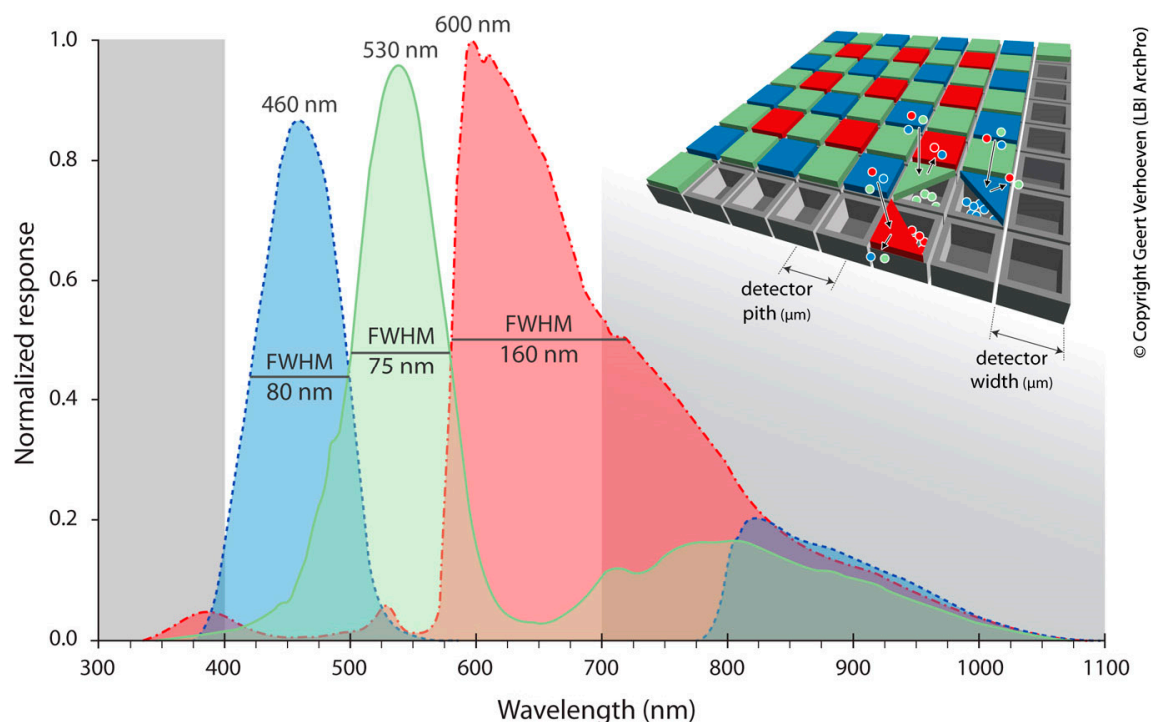 600 nm
530 nm
460 nm
1.0
0.8
0.6
0.4
0.2
0.0
Normalized response
FWHM
80 nm
FWHM
75 nm
FWHM
160 nm
detector
pith (µm)
detector
width (µm)
300
400
500
600
700
800
900
1000
1100
Wavelength (nm)
© Copyright Geert Verhoeven (LBI ArchPro)